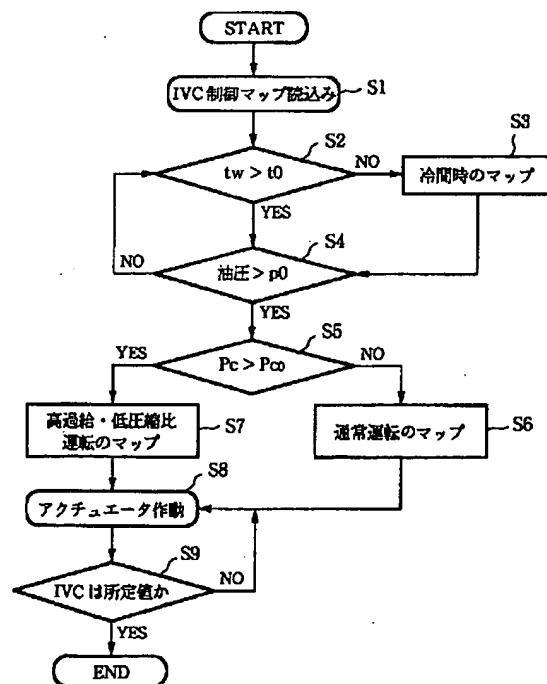 START
IVC制御マップ読込み
S1
S2
tw > t0
NO
S3
冷間時のマップ
YES
S4
油圧 > p0
NO
YES
S5
Pc > Pco
YES
NO
高過給・低圧縮比
運転のマップ
S7
通常運転のマップ
S6
S8
アクチュエータ作動
S9
IVCは所定値か
NO
YES
END